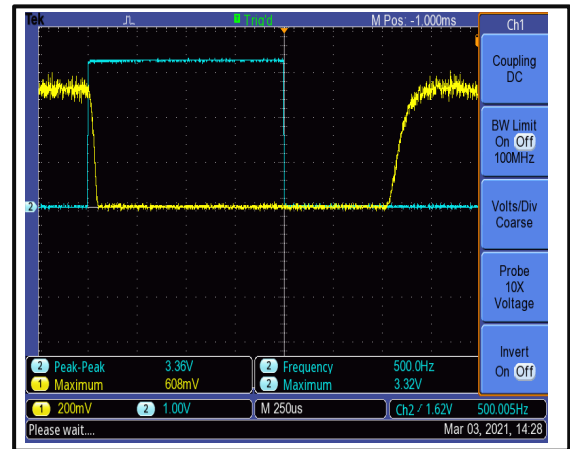 Tek Trig'd M Pos: -1.000ms
Ch1
Coupling
DC
BW Limit
On Off
100MHz
Volts/Div
Coarse
Probe
10X
Voltage
Invert
On Off
2
2 Peak-Peak 3.36V 2 Frequency 500.0Hz
1 Maximum 608mV 2 Maximum 3.32V
1 200mV 2 1.00V M 250us Ch2 / 1.62V 500.005Hz
Please wait.... Mar 03, 2021, 14:28